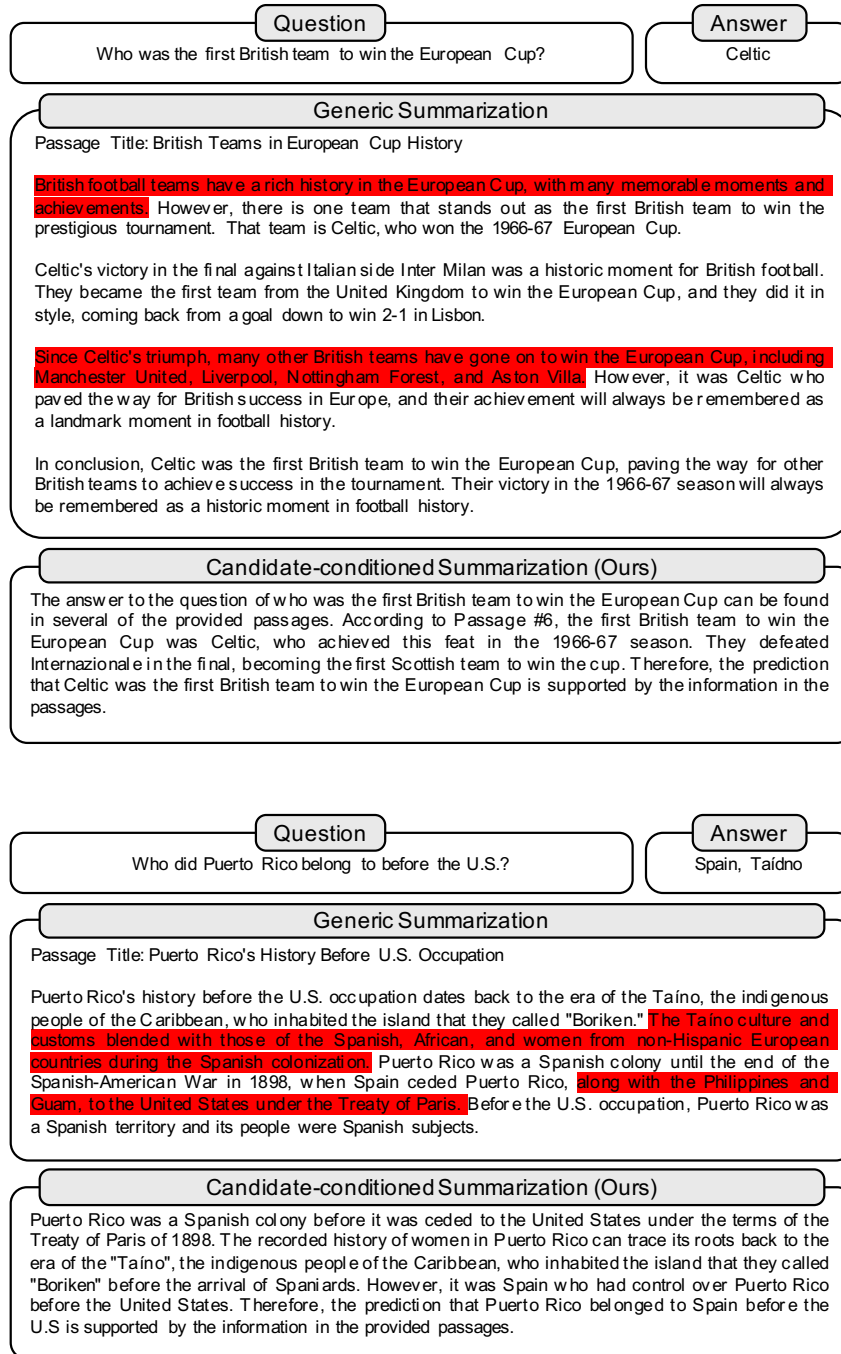 Question
Answer
Who was the first British team to win the European Cup?
Celtic
Generic Summarization
Passage Title: British Teams in European Cup History
British football teams have a rich history in the European Cup, with many memorable moments and
achievements. However, there is one team that stands out as the first British team to win the
prestigious tournament. That team is Celtic, who won the 1966-67 European Cup.
Celtic's victory in the final against Italian side Inter Milan was a historic moment for British football.
They became the first team from the United Kingdom to win the European Cup, and they did it in
style, coming back from a goal down to win 2-1 in Lisbon.
Since Celtic's triumph, many other British teams have gone on to win the European Cup, including
Manchester United, Liverpool, Nottingham Forest, and Aston Villa. However, it was Celtic who
paved the way for British success in Europe, and their achievement will always be remembered as
a landmark moment in football history.
In conclusion, Celtic was the first British team to win the European Cup, paving the way for other
British teams to achieve success in the tournament. Their victory in the 1966-67 season will always
be remembered as a historic moment in football history.
Candidate-conditioned Summarization (Ours)
The answer to the question of who was the first British team to win the European Cup can be found
in several of the provided passages. According to Passage #6, the first British team to win the
European Cup was Celtic, who achieved this feat in the 1966-67 season. They defeated
Internazionale in the final, becoming the first Scottish team to win the cup. Therefore, the prediction
that Celtic was the first British team to win the European Cup is supported by the information in the
passages.
Question
Answer
Who did Puerto Rico belong to before the U.S.?
Spain, Taídno
Generic Summarization
Passage Title: Puerto Rico's History Before U.S. Occupation
Puerto Rico's history before the U.S. occupation dates back to the era of the Taíno, the indigenous
people of the Caribbean, who inhabited the island that they called "Boriken." The Taíno culture and
customs blended with those of the Spanish, African, and women from non-Hispanic European
countries during the Spanish colonization. Puerto Rico was a Spanish colony until the end of the
Spanish-American War in 1898, when Spain ceded Puerto Rico, along with the Philippines and
Guam, to the United States under the Treaty of Paris. Before the U.S. occupation, Puerto Rico was
a Spanish territory and its people were Spanish subjects.
Candidate-conditioned Summarization (Ours)
Puerto Rico was a Spanish colony before it was ceded to the United States under the terms of the
Treaty of Paris of 1898. The recorded history of women in Puerto Rico can trace its roots back to the
era of the "Taíno", the indigenous people of the Caribbean, who inhabited the island that they called
"Boriken" before the arrival of Spaniards. However, it was Spain who had control over Puerto Rico
before the United States. Therefore, the prediction that Puerto Rico belonged to Spain before the
U.S is supported by the information in the provided passages.